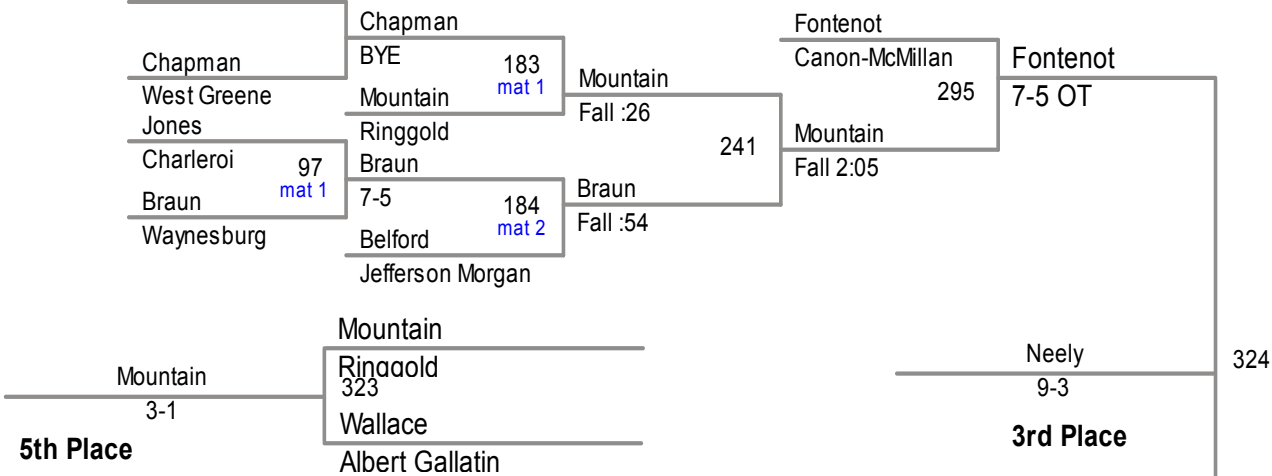 Chapman
West Greene
Jones
Charleroi
97
mat 1
Braun
Waynesburg
Chapman
BYE
183
mat 1
Mountain
Ringgold
Braun
7-5
184
mat 2
Belford
Jefferson Morgan
Mountain
Fall :26
241
Braun
Fall :54
Fontenot
Canon-McMillan
295
Mountain
Fall 2:05
Fontenot
7-5 OT
Mountain
3-1
5th Place
Mountain
Ringgold
323
Wallace
Albert Gallatin
Neely
9-3
3rd Place
324